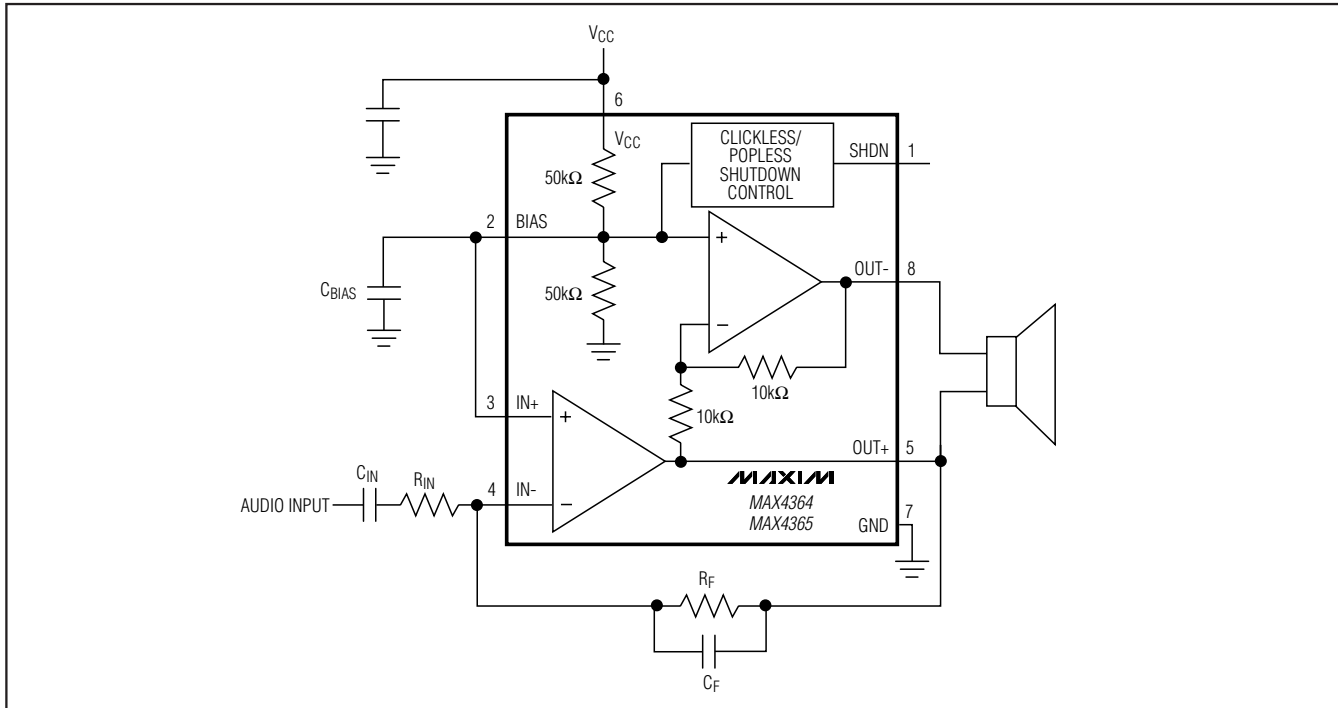 VCC
6
VCC
CLICKLESS/
POPLESS
SHUTDOWN
CONTROL
SHDN 1
50kΩ
2 BIAS
+
OUT- 8
CBIAS
50kΩ
−
10kΩ
10kΩ
3 IN+
+
OUT+ 5
MAXIM
MAX4364
MAX4365
CIN
RIN
AUDIO INPUT
4 IN-
−
GND 7
RF
CF